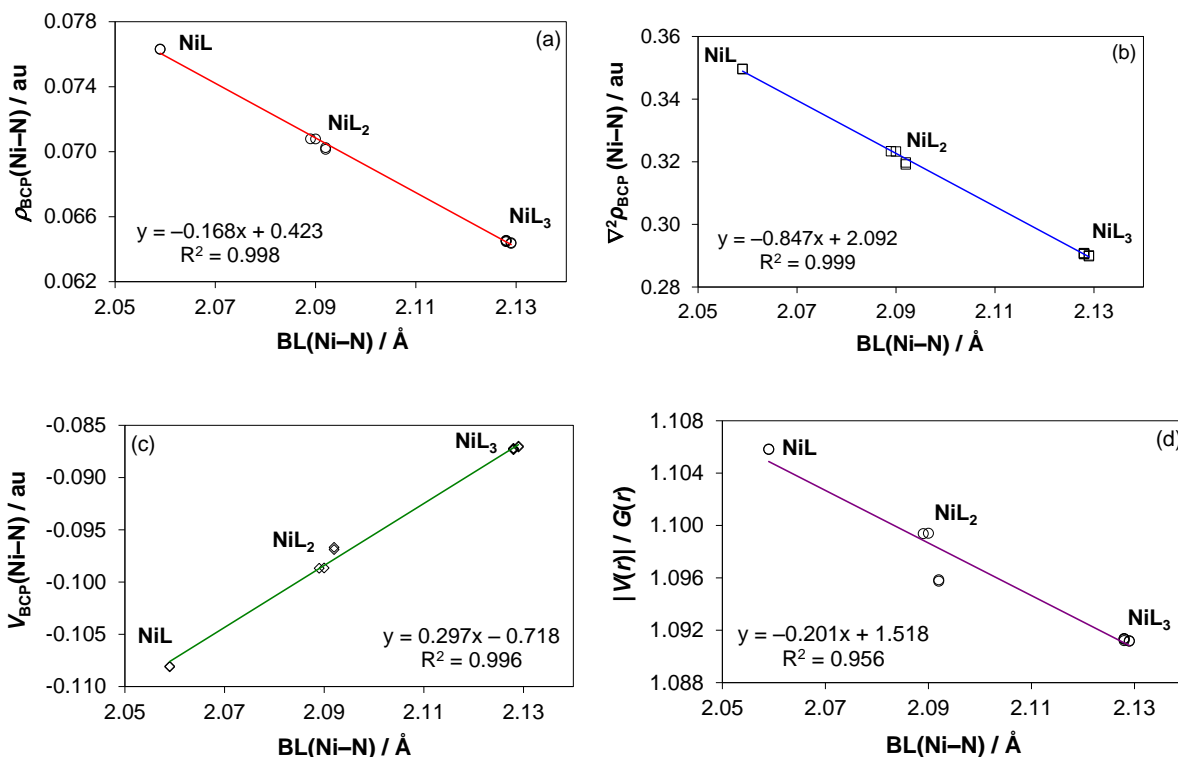 (a)
ρBCP(Ni–N) / au
0.078
0.074
0.070
0.066
0.062
NiL
NiL2
NiL3
y = –0.168x + 0.423
R2 = 0.998
2.05
2.07
2.09
2.11
2.13
BL(Ni–N) / Å
(b)
∇2ρBCP (Ni–N) / au
0.36
0.34
0.32
0.30
0.28
NiL
NiL2
NiL3
y = –0.847x + 2.092
R2 = 0.999
2.05
2.07
2.09
2.11
2.13
BL(Ni–N) / Å
(c)
VBCP(Ni–N) / au
-0.085
-0.090
-0.095
-0.100
-0.105
-0.110
NiL3
NiL2
NiL
y = 0.297x – 0.718
R2 = 0.996
2.05
2.07
2.09
2.11
2.13
BL(Ni–N) / Å
(d)
|V(r)| / G(r)
1.108
1.104
1.100
1.096
1.092
1.088
NiL
NiL2
NiL3
y = –0.201x + 1.518
R2 = 0.956
2.05
2.07
2.09
2.11
2.13
BL(Ni–N) / Å